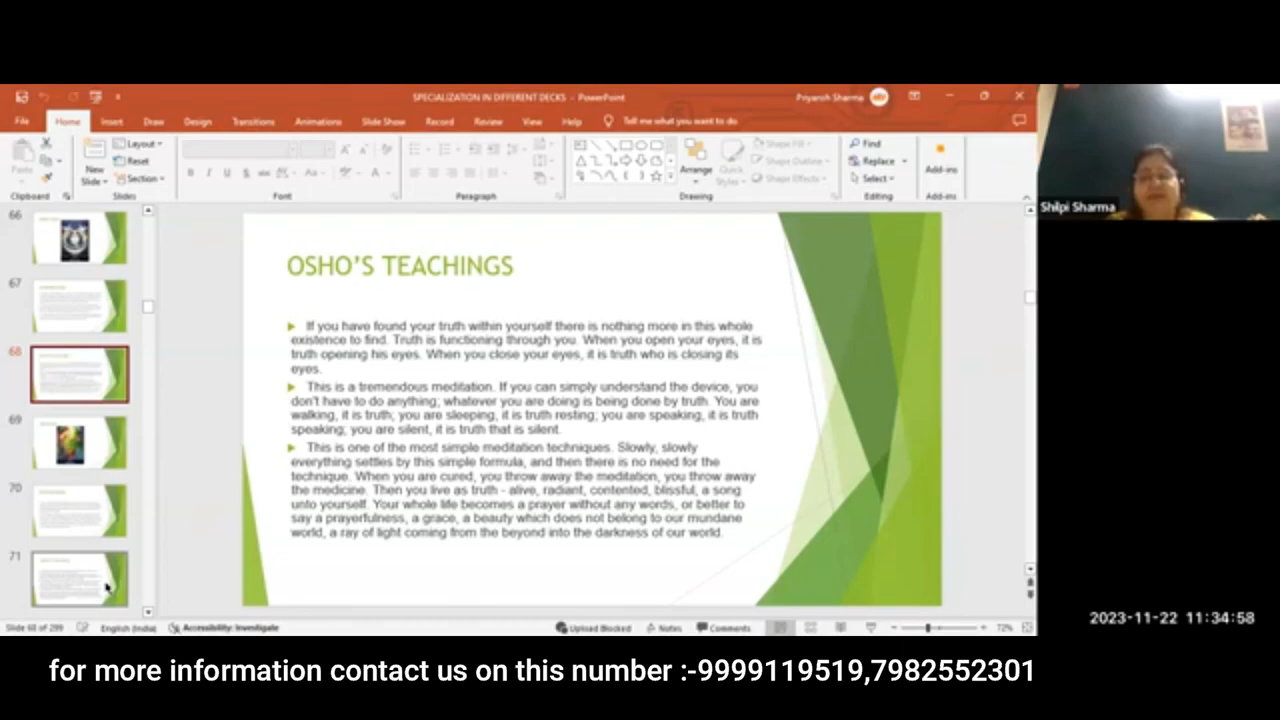 SPECIALIZATION IN DIFFERENT DECKS - PowerPoint
Priyansh Sharma
File Home Insert Draw Design Transitions Animations Slide Show Record Review View Help Tell me what you want to do
Paste
New
Slide
Layout
Reset
Section
Arrange
Quick
Styles
Shape Fill
Shape Outline
Shape Effects
Find
Replace
Select
Add-ins
Clipboard Slides Font Paragraph Drawing Editing Add-ins
Shilpi Sharma
66
67
68
69
70
71
OSHO'S TEACHINGS
If you have found your truth within yourself there is nothing more in this whole
existence to find. Truth is functioning through you. When you open your eyes, it is
truth opening his eyes. When you close your eyes, it is truth who is closing its
eyes.
This is a tremendous meditation. If you can simply understand the device, you
don't have to do anything; whatever you are doing is being done by truth. You are
walking, it is truth; you are sleeping, it is truth resting; you are speaking, it is truth
speaking; you are silent, it is truth that is silent.
This is one of the most simple meditation techniques. Slowly, slowly
everything settles by this simple formula, and then there is no need for the
technique. When you are cured, you throw away the meditation, you throw away
the medicine. Then you live as truth - alive, radiant, contented, blissful, a song
unto yourself. Your whole life becomes a prayer without any words, or better to
say a prayerfulness, a grace, a beauty which does not belong to our mundane
world, a ray of light coming from the beyond into the darkness of our world.
2023-11-22 11:34:58
Slide 68 of 299 English (India) Accessibility: Investigate Upload Blocked Notes Comments 72%
for more information contact us on this number :-9999119519,7982552301